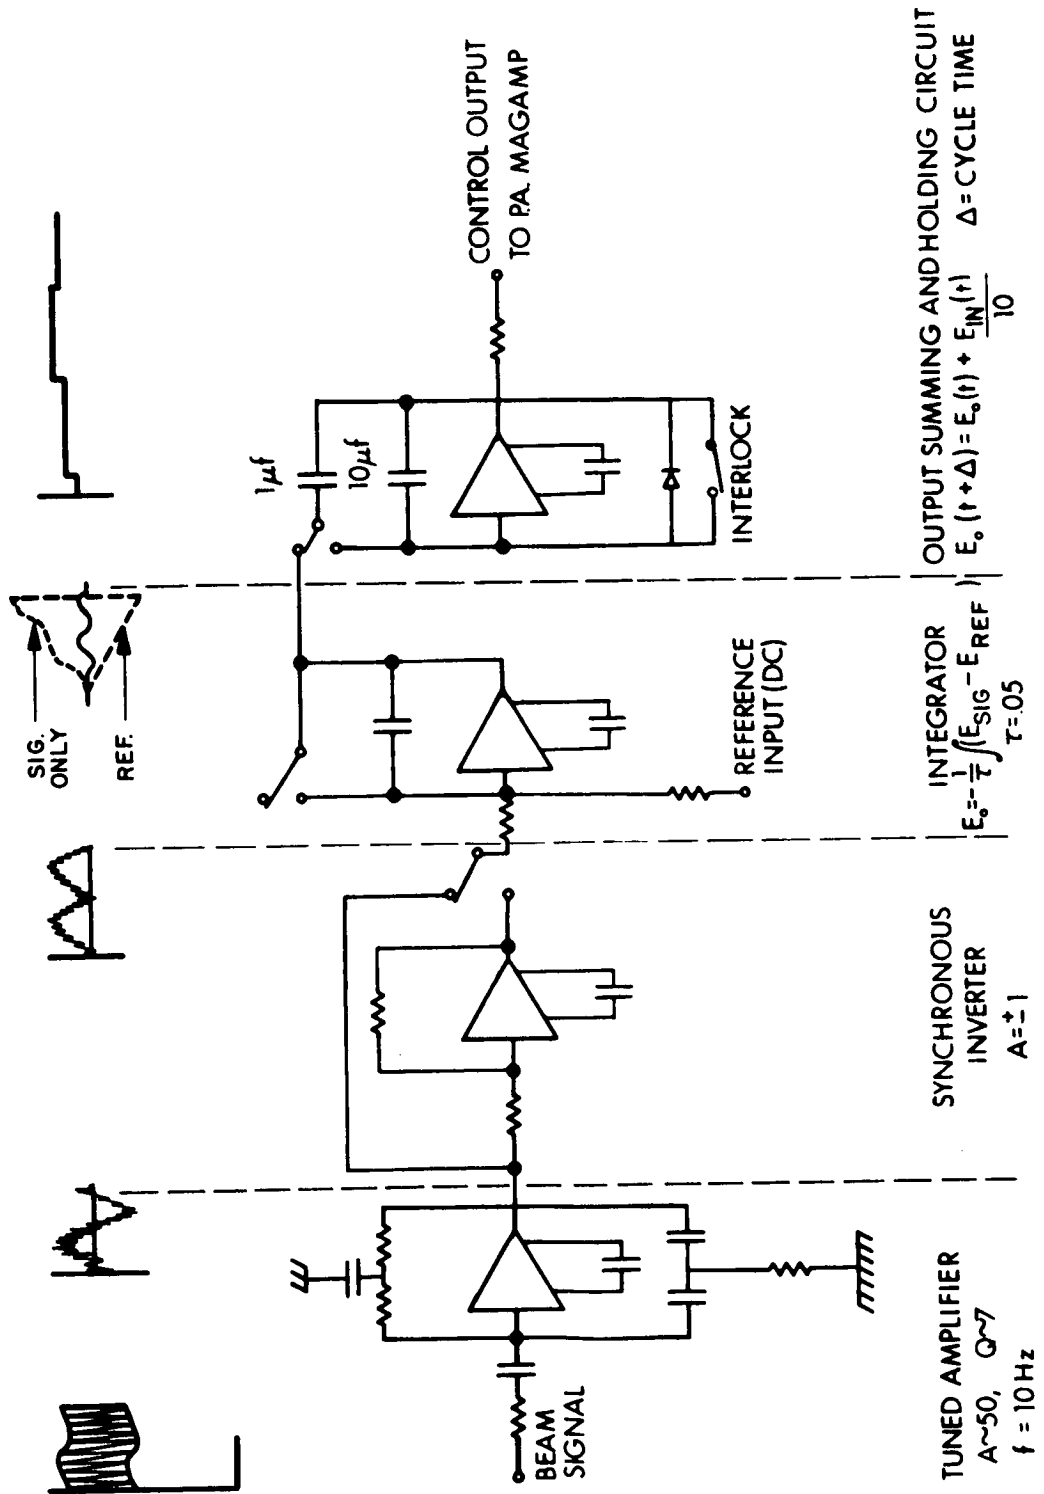 SIG.
ONLY
REF.
BEAM
SIGNAL
REFERENCE
INPUT (DC)
1μf
10μf
INTERLOCK
CONTROL OUTPUT
TO P.A. MAGAMP
TUNED AMPLIFIER
A~50, Q~7
f = 10Hz
SYNCHRONOUS
INVERTER
A = ±1
INTEGRATOR
E₀ = -1/τ ∫(E_SIG - E_REF)
τ = .05
OUTPUT SUMMING AND HOLDING CIRCUIT
E₀ (t + Δ) = E₀ (t) + E_IN (t)/10 Δ = CYCLE TIME